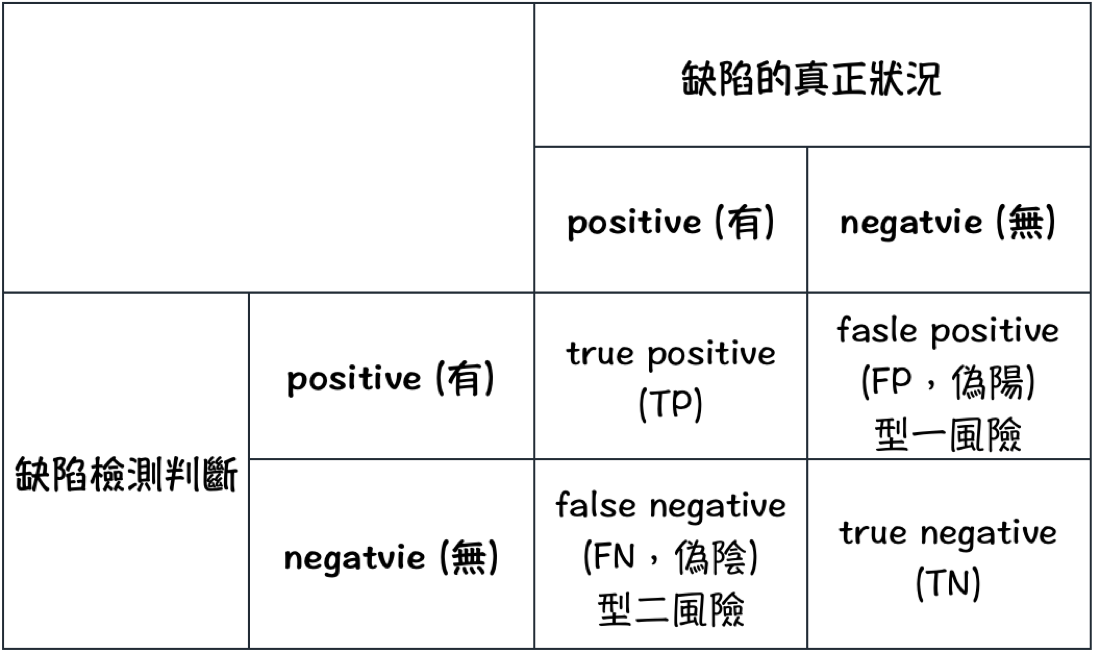 缺陷的真正狀況
positive (有)
negatvie (無)
缺陷檢測判斷
positive (有)
true positive
(TP)
fasle positive
(FP，偽陽)
型一風險
negatvie (無)
false negative
(FN，偽陰)
型二風險
true negative
(TN)